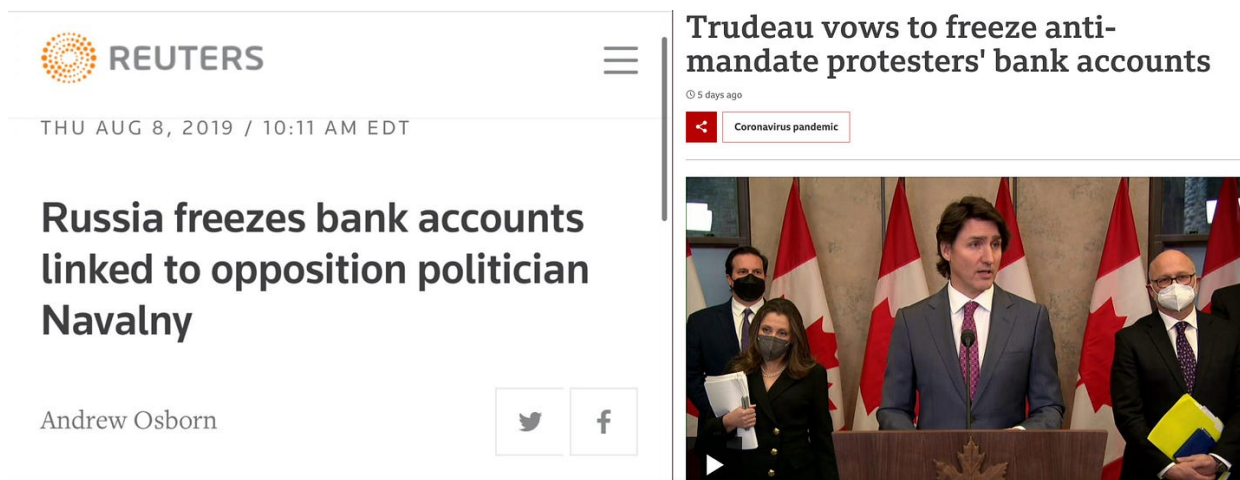 REUTERS
THU AUG 8, 2019 / 10:11 AM EDT
Russia freezes bank accounts
linked to opposition politician
Navalny
Andrew Osborn
Trudeau vows to freeze anti-
mandate protesters' bank accounts
5 days ago
Coronavirus pandemic